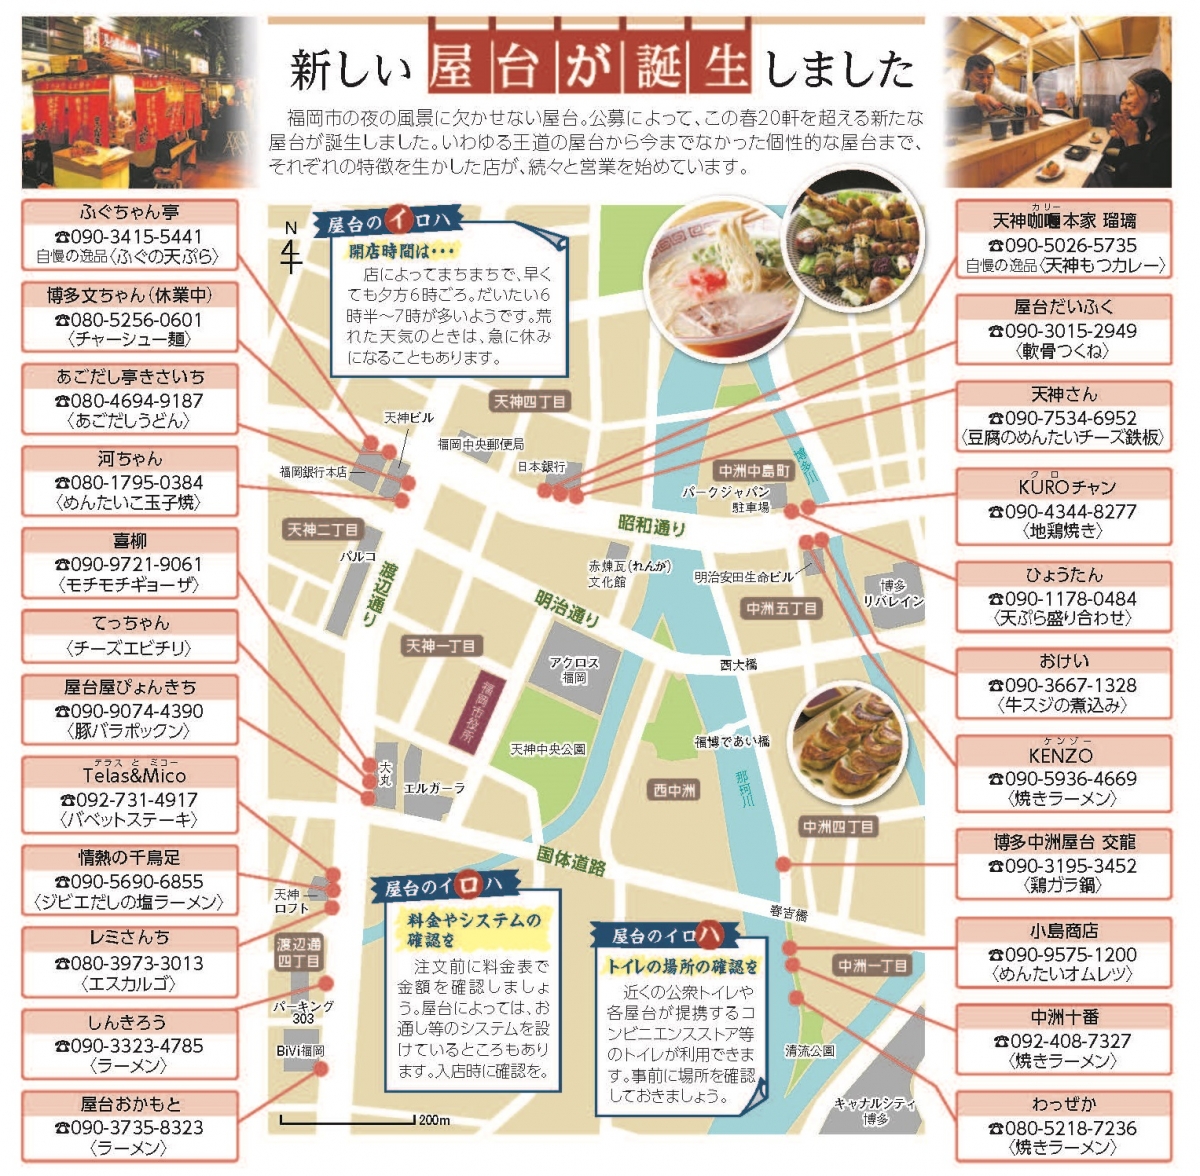 新しい屋台が誕生しました
福岡市の夜の風景に欠かせない屋台。公募によって、この春20軒を超える新たな
屋台が誕生しました。いわゆる王道の屋台から今までなかった個性的な屋台まで、
それぞれの特徴を生かした店が、続々と営業を始めています。
ふぐちゃん亭
☎090-3415-5441
自慢の逸品〈ふぐの天ぷら〉
博多文ちゃん(休業中)
☎080-5256-0601
〈チャーシュー麺〉
あごだし亭きさいち
☎080-4694-9187
〈あごだしうどん〉
河ちゃん
☎080-1795-0384
〈めんたいこ玉子焼〉
喜柳
☎090-9721-9061
〈モチモチギョーザ〉
てっちゃん
〈チーズエビチリ〉
屋台屋ぴょんきち
☎090-9074-4390
〈豚バラポックン〉
テラス と ミコー
Telas&Mico
☎092-731-4917
〈バベットステーキ〉
情熱の千鳥足
☎090-5690-6855
〈ジビエだしの塩ラーメン〉
レミさんち
☎080-3973-3013
〈エスカルゴ〉
しんきろう
☎090-3323-4785
〈ラーメン〉
屋台おかもと
☎090-3735-8323
〈ラーメン〉
N
屋台のイロハ
開店時間は…
店によってまちまちで、早く
ても夕方6時ごろ。だいたい6
時半〜7時が多いようです。荒
れた天気のときは、急に休み
になることもあります。
天神四丁目
天神ビル
福岡中央郵便局
福岡銀行本店
日本銀行
中洲中島町
博多川
パークジャパン
駐車場
天神二丁目
昭和通り
パルコ
渡辺通り
赤煉瓦(れんが)
文化館
明治安田生命ビル
博多
リバレイン
明治通り
中洲五丁目
天神一丁目
アクロス
福岡
西大橋
福岡市役所
天神中央公園
福博であい橋
大丸
エルガーラ
西中洲
那珂川
中洲四丁目
国体道路
天神
ロフト
春吉橋
渡辺通
四丁目
中洲一丁目
パーキング
303
BiVi福岡
清流公園
キャナルシティ
博多
200m
屋台のイロハ
料金やシステムの
確認を
注文前に料金表で
金額を確認しましょ
う。屋台によっては、お
通し等のシステムを設
けているところもあり
ます。入店時に確認を。
屋台のイロハ
トイレの場所の確認を
近くの公衆トイレや
各屋台が提携するコ
ンビニエンスストア等
のトイレが利用できま
す。事前に場所を確認
しておきましょう。
カリー
天神咖喱本家 瑠璃
☎090-5026-5735
自慢の逸品〈天神もつカレー〉
屋台だいふく
☎090-3015-2949
〈軟骨つくね〉
天神さん
☎090-7534-6952
〈豆腐のめんたいチーズ鉄板〉
クロ
KUROチャン
☎090-4344-8277
〈地鶏焼き〉
ひょうたん
☎090-1178-0484
〈天ぷら盛り合わせ〉
おけい
☎090-3667-1328
〈牛スジの煮込み〉
ケンゾー
KENZO
☎090-5936-4669
〈焼きラーメン〉
博多中洲屋台 交龍
☎090-3195-3452
〈鶏ガラ鍋〉
小島商店
☎090-9575-1200
〈めんたいオムレツ〉
中洲十番
☎092-408-7327
〈焼きラーメン〉
わっぜか
☎080-5218-7236
〈焼きラーメン〉